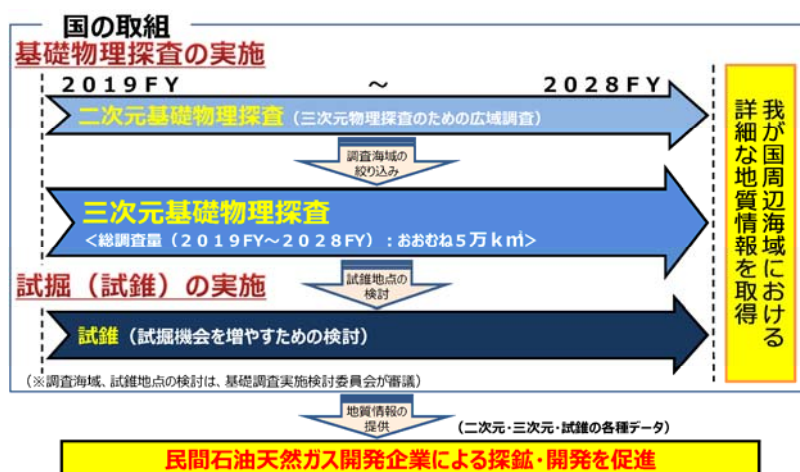 国の取組
基礎物理探査の実施
2019FY ～ 2028FY
二次元基礎物理探査（三次元物理探査のための広域調査）
調査海域の
絞り込み
三次元基礎物理探査
＜総調査量（2019FY～2028FY）：おおむね5万k㎡＞
試掘（試錐）の実施
試錐地点の
検討
試錐（試掘機会を増やすための検討）
（※調査海域、試錐地点の検討は、基礎調査実施検討委員会が審議）
我が国周辺海域における
詳細な地質情報を取得
地質情報の
提供
（二次元・三次元・試錐の各種データ）
民間石油天然ガス開発企業による探鉱・開発を促進